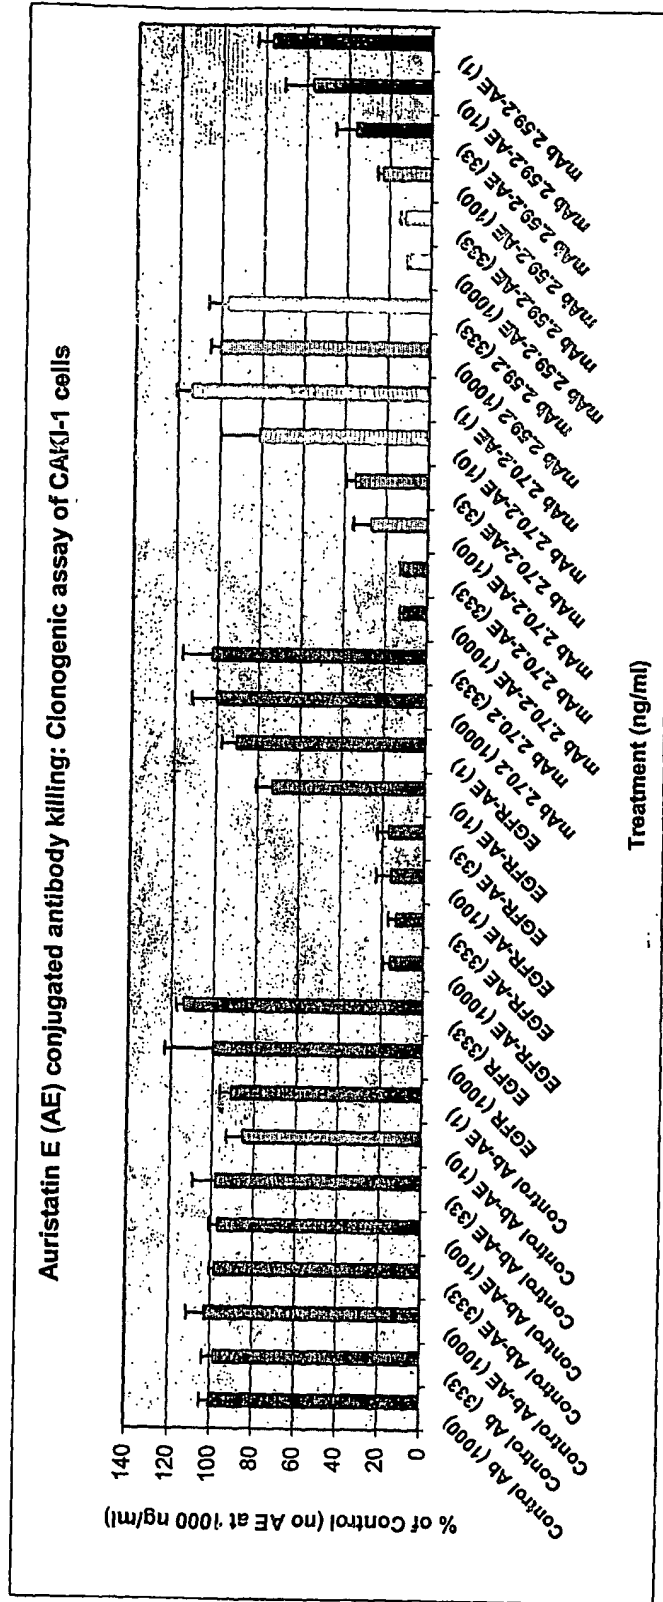 Auristatin E (AE) conjugated antibody killing: Clonogenic assay of CAKI-1 cells
% of Control (no AE at 1000 ng/ml)
140
120
100
80
60
40
20
0
Control Ab (1000)
Control Ab (333)
Control Ab-AE (1000)
Control Ab-AE (333)
Control Ab-AE (100)
Control Ab-AE (33)
Control Ab-AE (10)
Control Ab-AE (1)
EGFR (1000)
EGFR (333)
EGFR-AE (1000)
EGFR-AE (333)
EGFR-AE (100)
EGFR-AE (33)
EGFR-AE (10)
EGFR-AE (1)
mAb 2.70.2 (1000)
mAb 2.70.2 (333)
mAb 2.70.2-AE (1000)
mAb 2.70.2-AE (333)
mAb 2.70.2-AE (100)
mAb 2.70.2-AE (33)
mAb 2.70.2-AE (10)
mAb 2.70.2-AE (1)
mAb 2.59.2 (1000)
mAb 2.59.2 (333)
mAb 2.59.2-AE (1000)
mAb 2.59.2-AE (333)
mAb 2.59.2-AE (100)
mAb 2.59.2-AE (33)
mAb 2.59.2-AE (10)
mAb 2.59.2-AE (1)
Treatment (ng/ml)